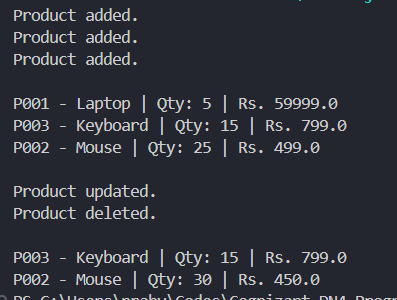 Product added.
Product added.
Product added.
P001 - Laptop | Qty: 5 | Rs. 59999.0
P003 - Keyboard | Qty: 15 | Rs. 799.0
P002 - Mouse | Qty: 25 | Rs. 499.0
Product updated.
Product deleted.
P003 - Keyboard | Qty: 15 | Rs. 799.0
P002 - Mouse | Qty: 30 | Rs. 450.0